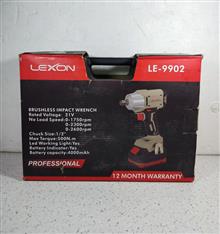 LEXON
LE-9902
BRUSHLESS IMPACT WRENCH
Rated Voltage 21V
No Load Speed:0-1750rpm
0-2300rpm
0-2600rpm
Chuck Size:1/2"
Max Torque:500N.m
Led Working Light:Yes
Battery Indicator:Yes
Battery capacity:4000mAh
PROFESSIONAL
12 MONTH WARRANTY